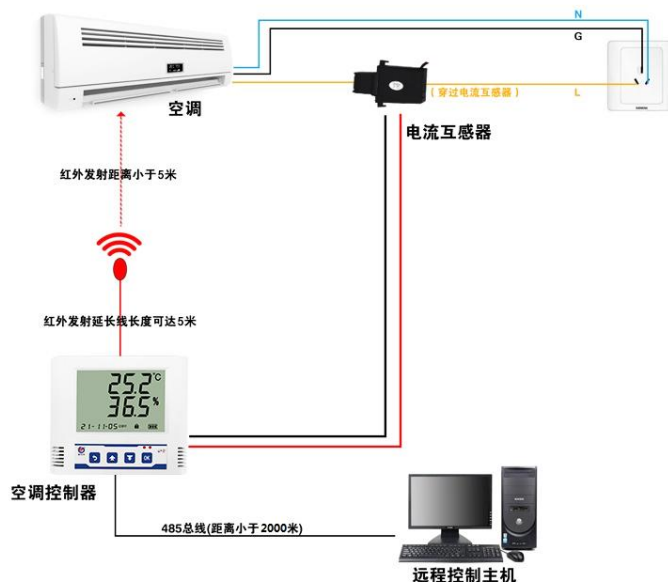 N
G
(穿过电流互感器)
L
空调
电流互感器
红外发射距离小于5米
红外发射延长线长度可达5米
25.2℃
36.5%
21-11-05
OK
空调控制器
485总线(距离小于2000米)
远程控制主机